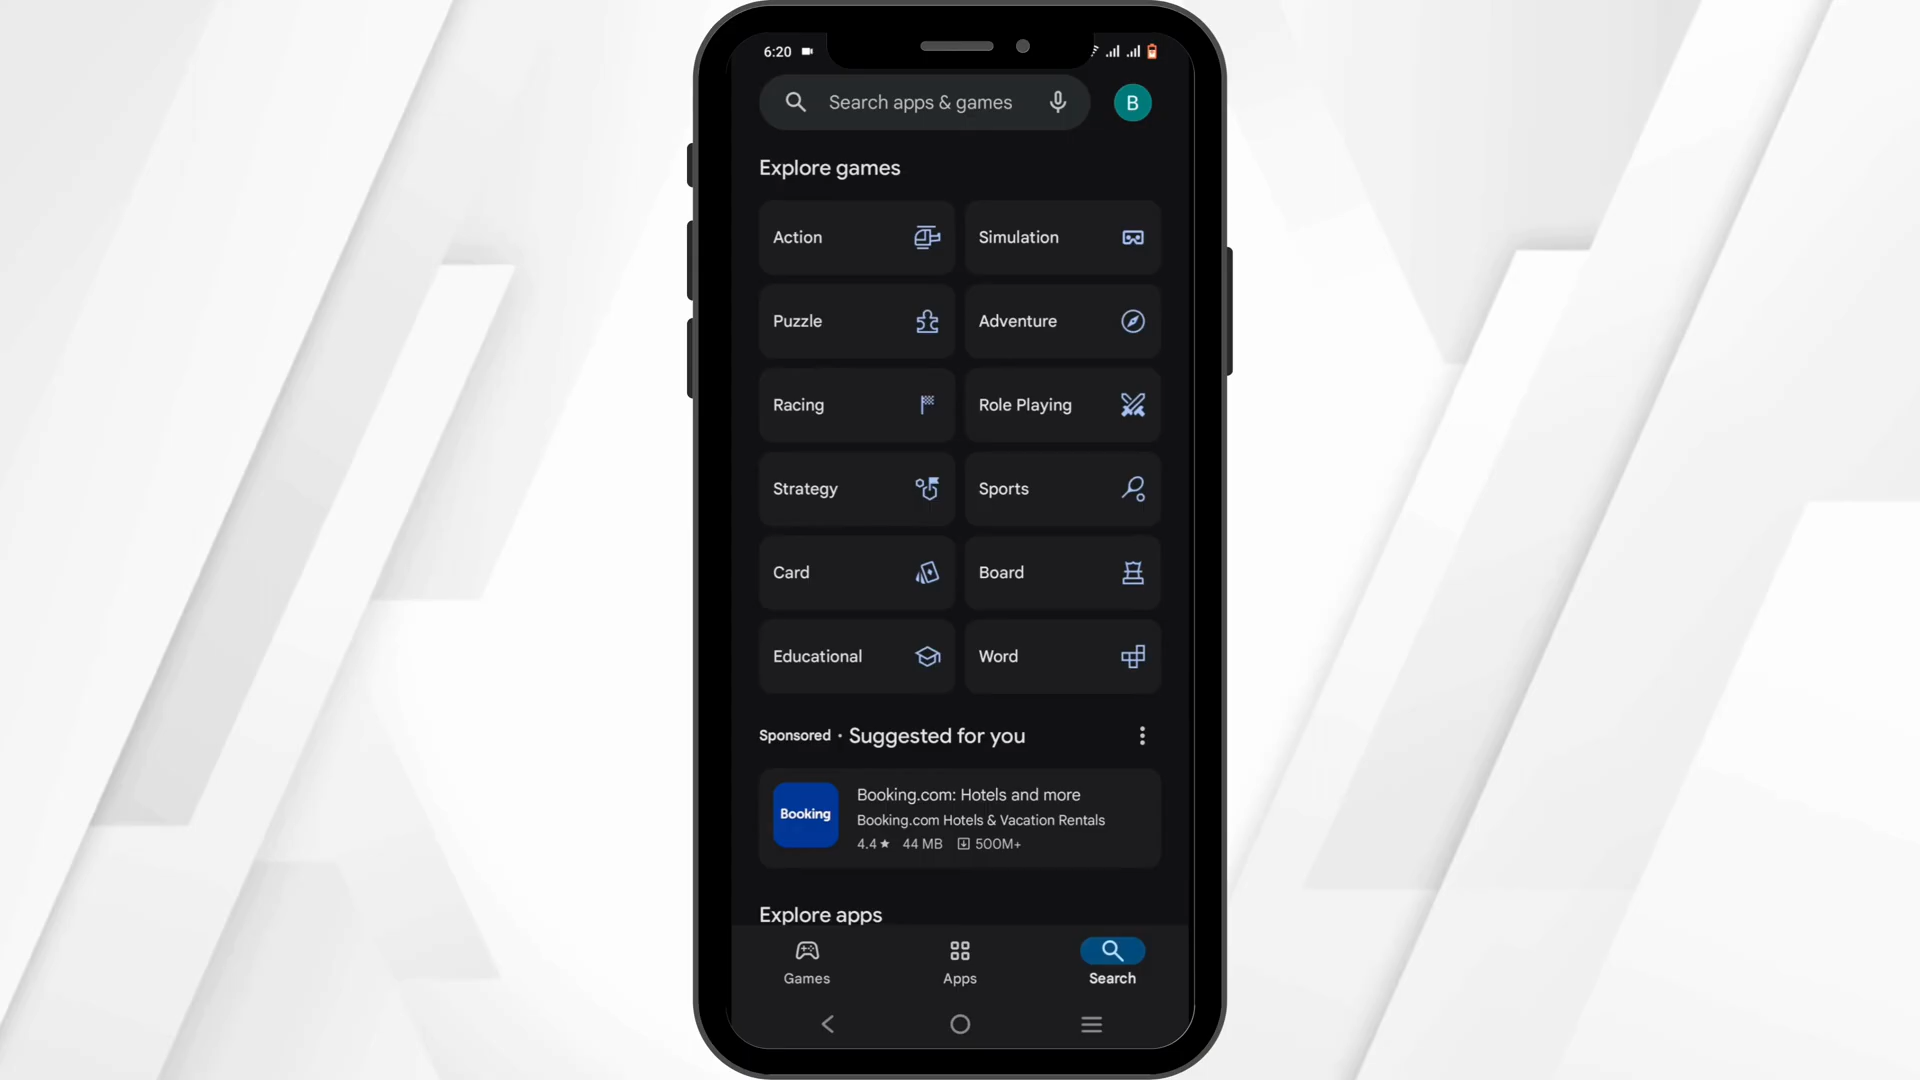 6:20
Search apps & games
B
Explore games
Action
Simulation
Puzzle
Adventure
Racing
Role Playing
Strategy
Sports
Card
Board
Educational
Word
Sponsored · Suggested for you
Booking
Booking.com: Hotels and more
Booking.com Hotels & Vacation Rentals
4.4★ 44 MB 500M+
Explore apps
Games
Apps
Search